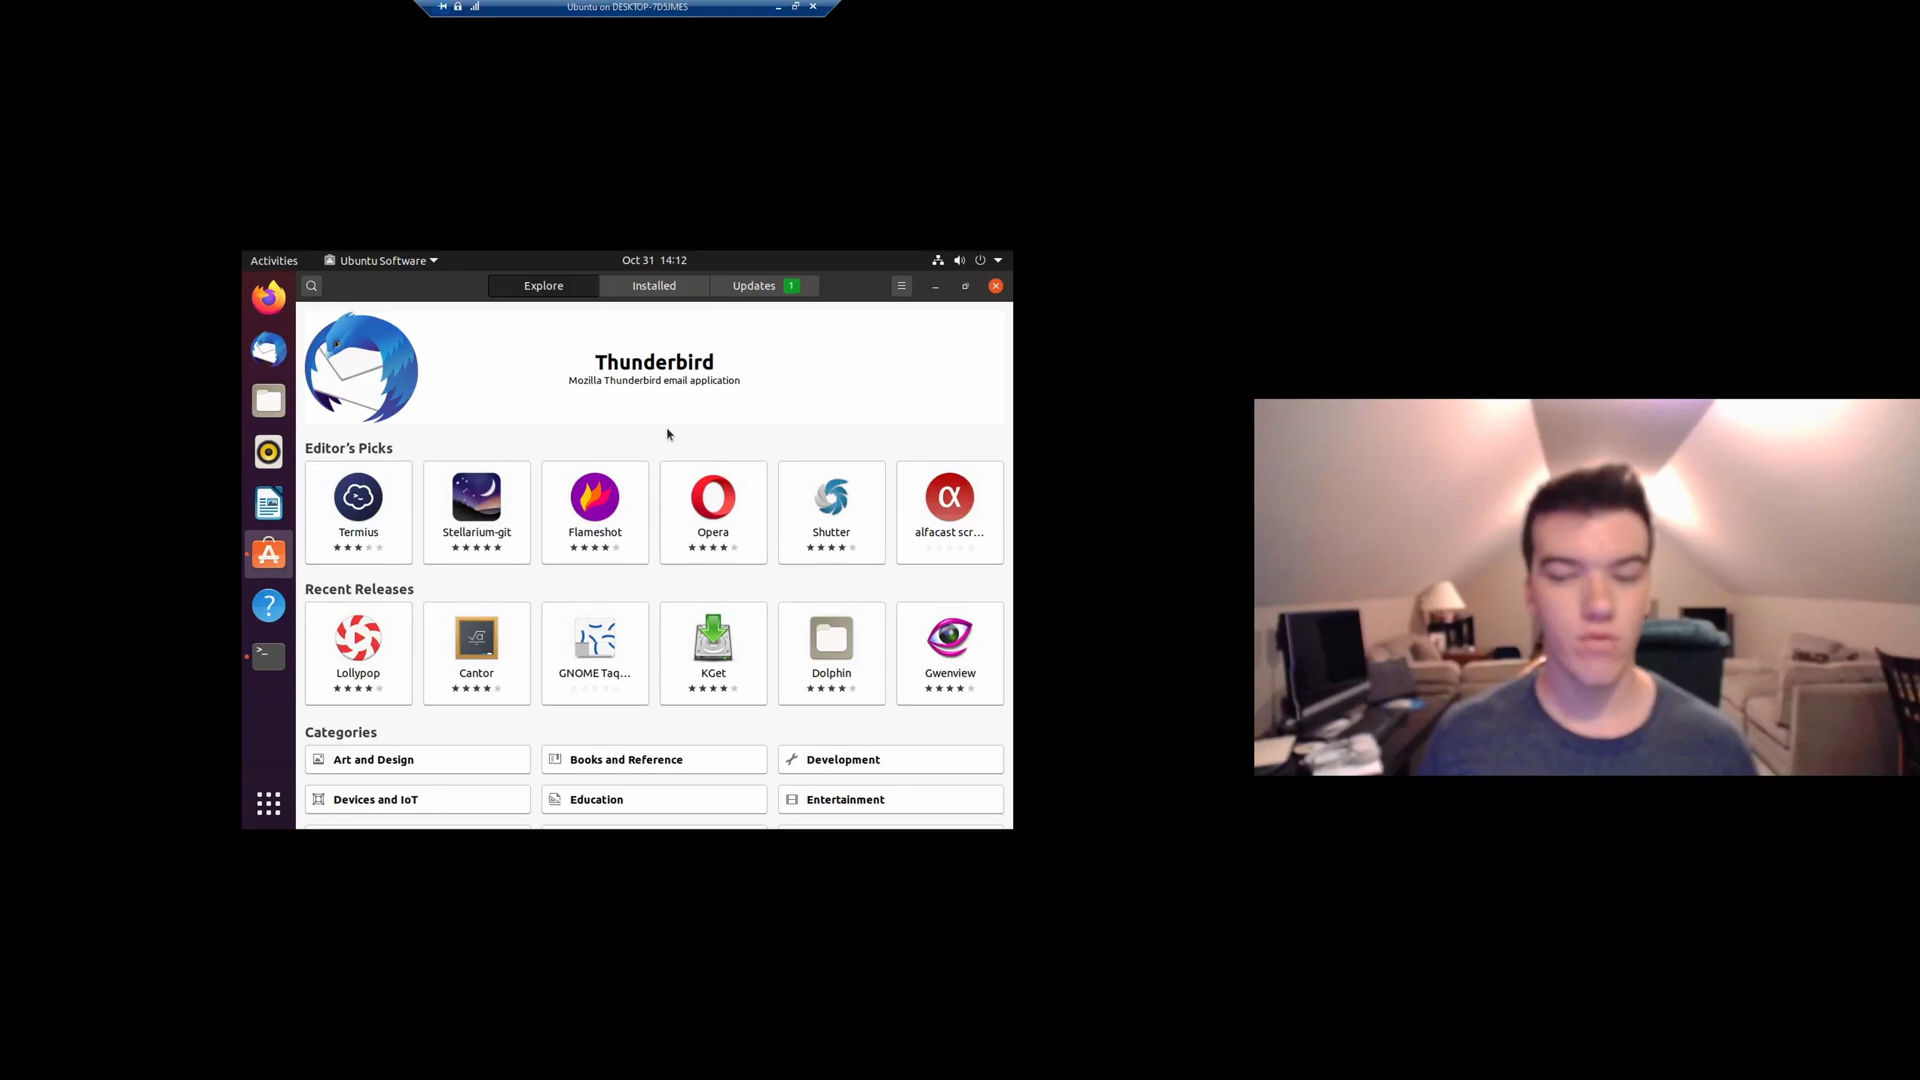 Ubuntu on DESKTOP-7D5JMES
Activities
Ubuntu Software
Oct 31 14:12
Explore
Installed
Updates 1
Thunderbird
Mozilla Thunderbird email application
Editor's Picks
Termius
Stellarium-git
Flameshot
Opera
Shutter
alfacast scr...
Recent Releases
Lollypop
Cantor
GNOME Taq...
KGet
Dolphin
Gwenview
Categories
Art and Design
Books and Reference
Development
Devices and IoT
Education
Entertainment